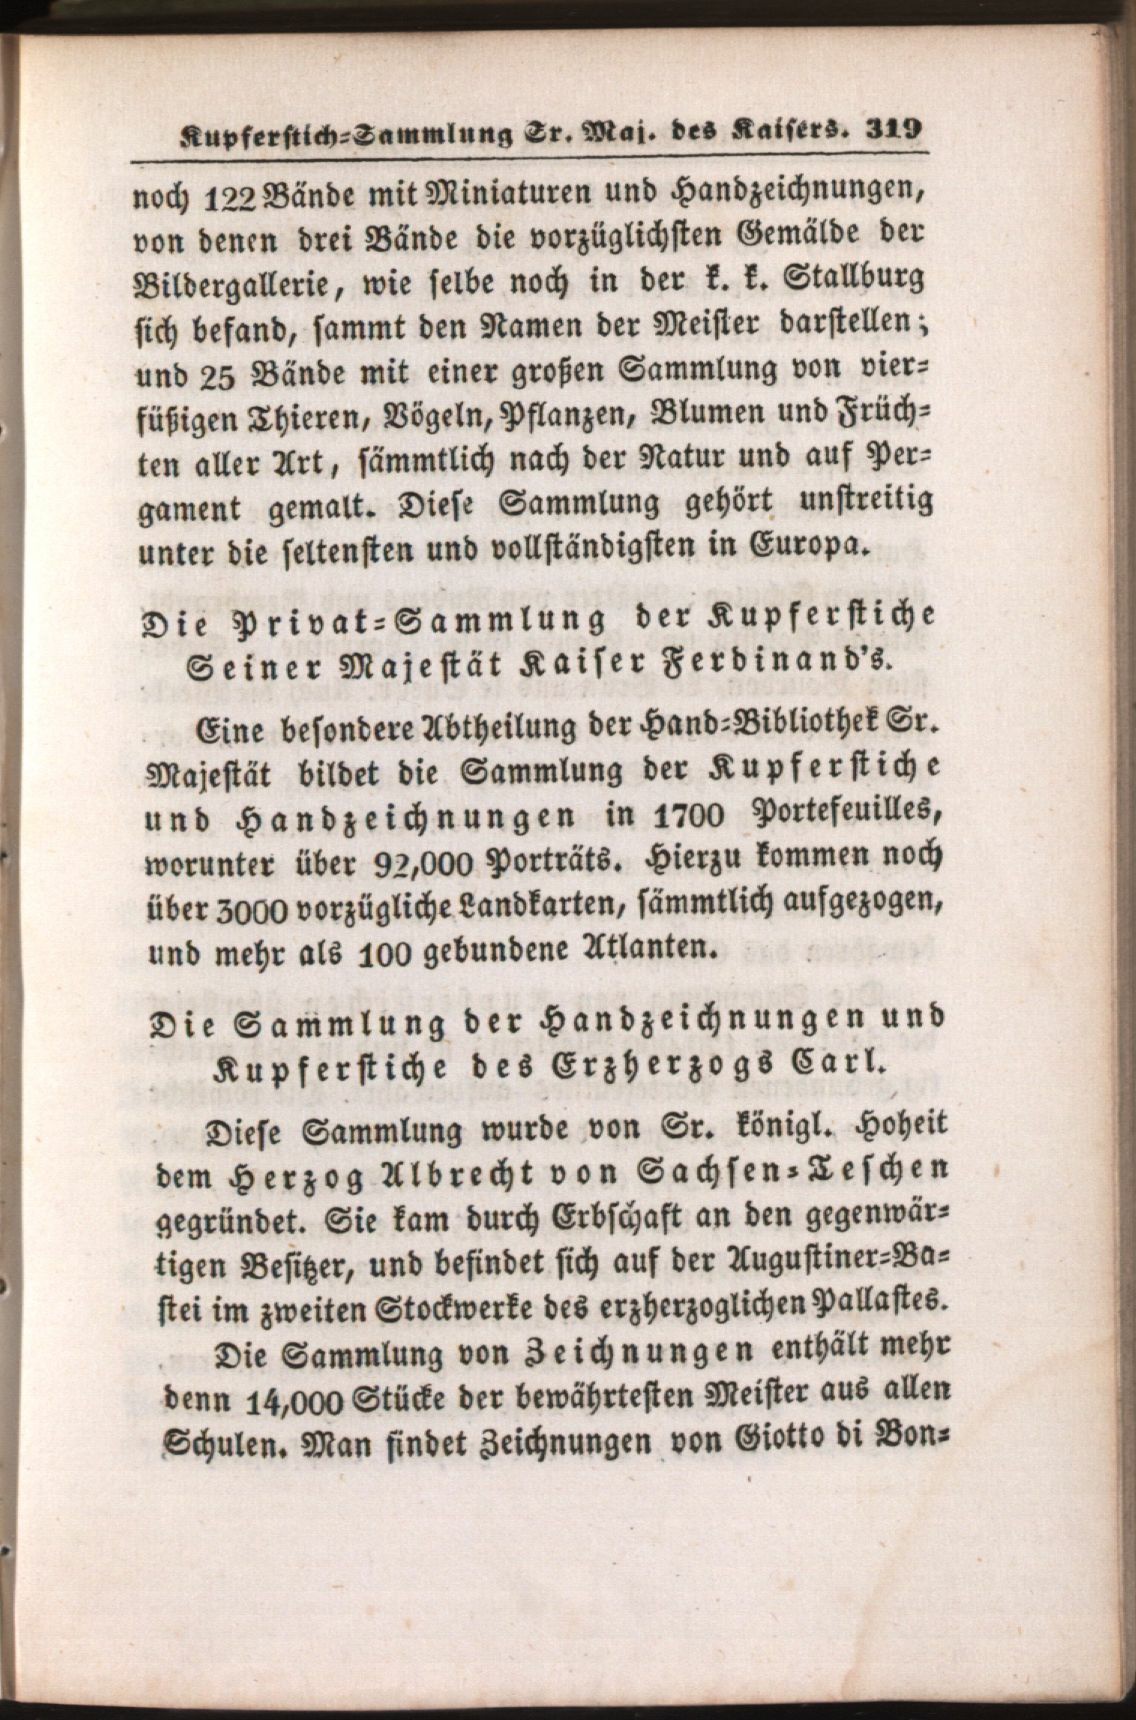 Kupferstich-Sammlung Sr. Maj. des Kaisers. 319
noch 122 Bände mit Miniaturen und Handzeichnungen,
von denen drei Bände die vorzüglichsten Gemälde der
Bildergallerie, wie selbe noch in der k. k. Stallburg
sich befand, sammt den Namen der Meister darstellen;
und 25 Bände mit einer großen Sammlung von vier-
füßigen Thieren, Vögeln, Pflanzen, Blumen und Früch-
ten aller Art, sämmtlich nach der Natur und auf Per-
gament gemalt. Diese Sammlung gehört unstreitig
unter die seltensten und vollständigsten in Europa.
Die Privat-Sammlung der Kupferstiche
Seiner Majestät Kaiser Ferdinand's.
Eine besondere Abtheilung der Hand-Bibliothek Sr.
Majestät bildet die Sammlung der Kupferstiche
und Handzeichnungen in 1700 Portefeuilles,
worunter über 92,000 Porträts. Hierzu kommen noch
über 3000 vorzügliche Landkarten, sämmtlich aufgezogen,
und mehr als 100 gebundene Atlanten.
Die Sammlung der Handzeichnungen und
Kupferstiche des Erzherzogs Carl.
Diese Sammlung wurde von Sr. königl. Hoheit
dem Herzog Albrecht von Sachsen-Teschen
gegründet. Sie kam durch Erbschaft an den gegenwär-
tigen Besitzer, und befindet sich auf der Augustiner-Ba-
stei im zweiten Stockwerke des erzherzoglichen Pallastes.
Die Sammlung von Zeichnungen enthält mehr
denn 14,000 Stücke der bewährtesten Meister aus allen
Schulen. Man findet Zeichnungen von Giotto di Bon-